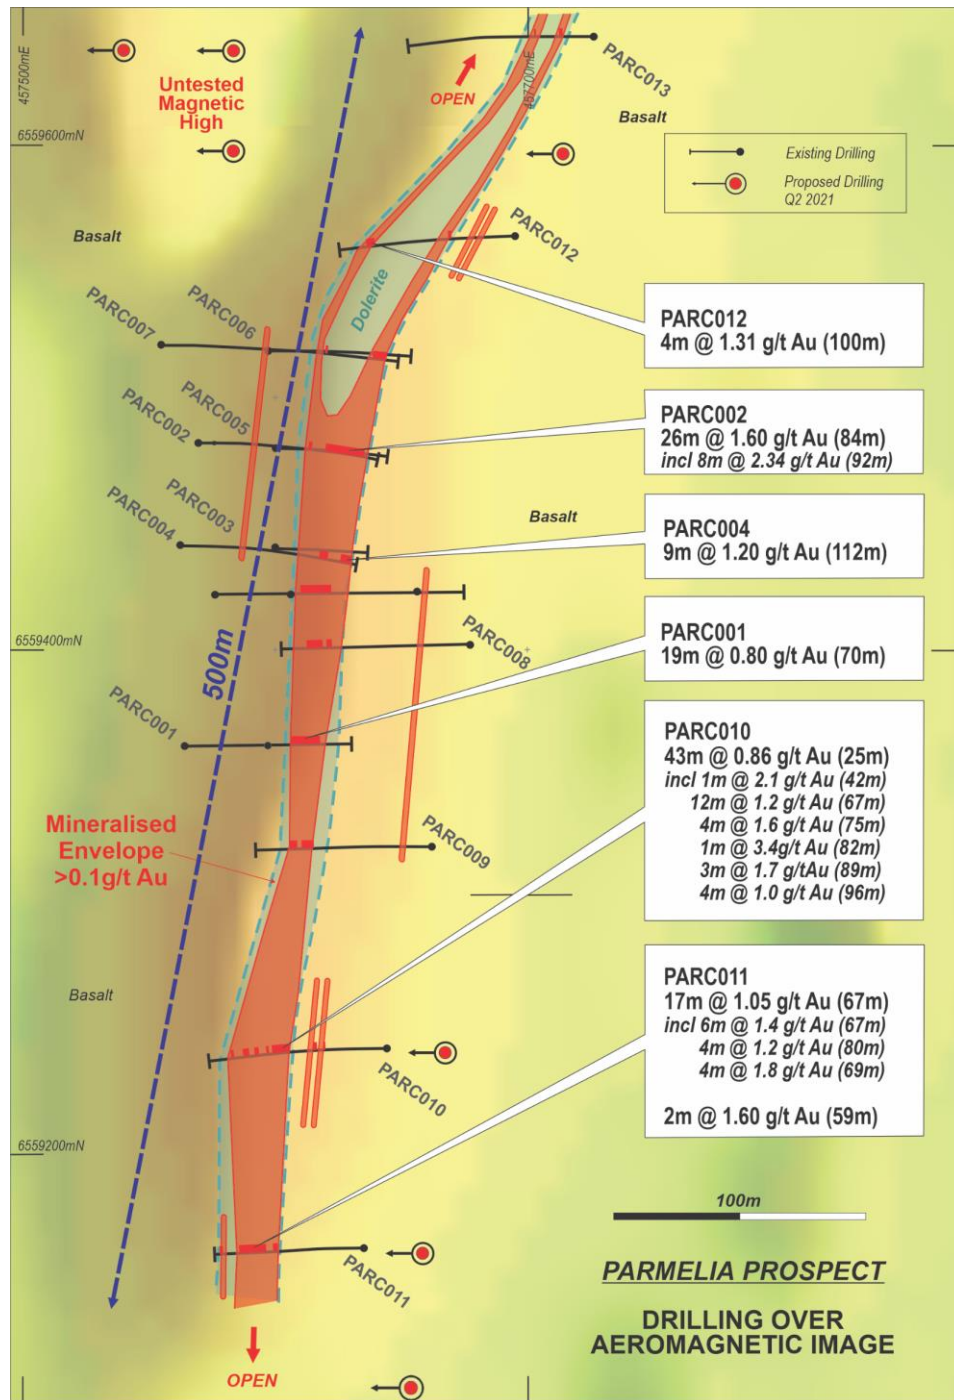 457500mE
457700mE
PARC013
OPEN
Untested
Magnetic
High
Basalt
6559600mN
Existing Drilling
Proposed Drilling
Q2 2021
Basalt
PARC012
Dolerite
PARC007
PARC006
PARC012
4m @ 1.31 g/t Au (100m)
PARC005
PARC002
PARC002
26m @ 1.60 g/t Au (84m)
incl 8m @ 2.34 g/t Au (92m)
PARC003
PARC004
Basalt
PARC004
9m @ 1.20 g/t Au (112m)
6559400mN
PARC008
500m
PARC001
19m @ 0.80 g/t Au (70m)
PARC001
PARC010
43m @ 0.86 g/t Au (25m)
incl 1m @ 2.1 g/t Au (42m)
12m @ 1.2 g/t Au (67m)
4m @ 1.6 g/t Au (75m)
1m @ 3.4g/t Au (82m)
3m @ 1.7 g/tAu (89m)
4m @ 1.0 g/t Au (96m)
Mineralised
Envelope
>0.1g/t Au
PARC009
Basalt
PARC011
17m @ 1.05 g/t Au (67m)
incl 6m @ 1.4 g/t Au (67m)
4m @ 1.2 g/t Au (80m)
4m @ 1.8 g/t Au (69m)
2m @ 1.60 g/t Au (59m)
PARC010
6559200mN
100m
PARC011
PARMELIA PROSPECT
DRILLING OVER
AEROMAGNETIC IMAGE
OPEN